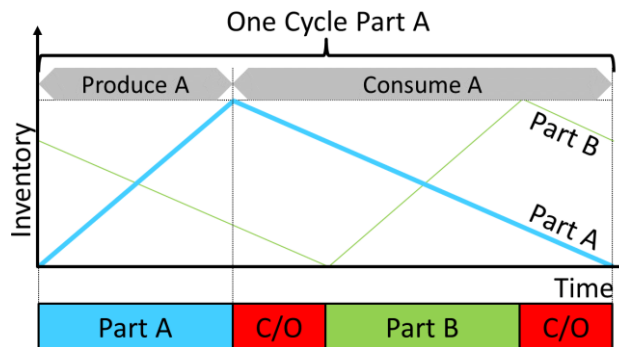 One Cycle Part A
Produce A
Consume A
Inventory
Part B
Part A
Time
Part A
C/O
Part B
C/O